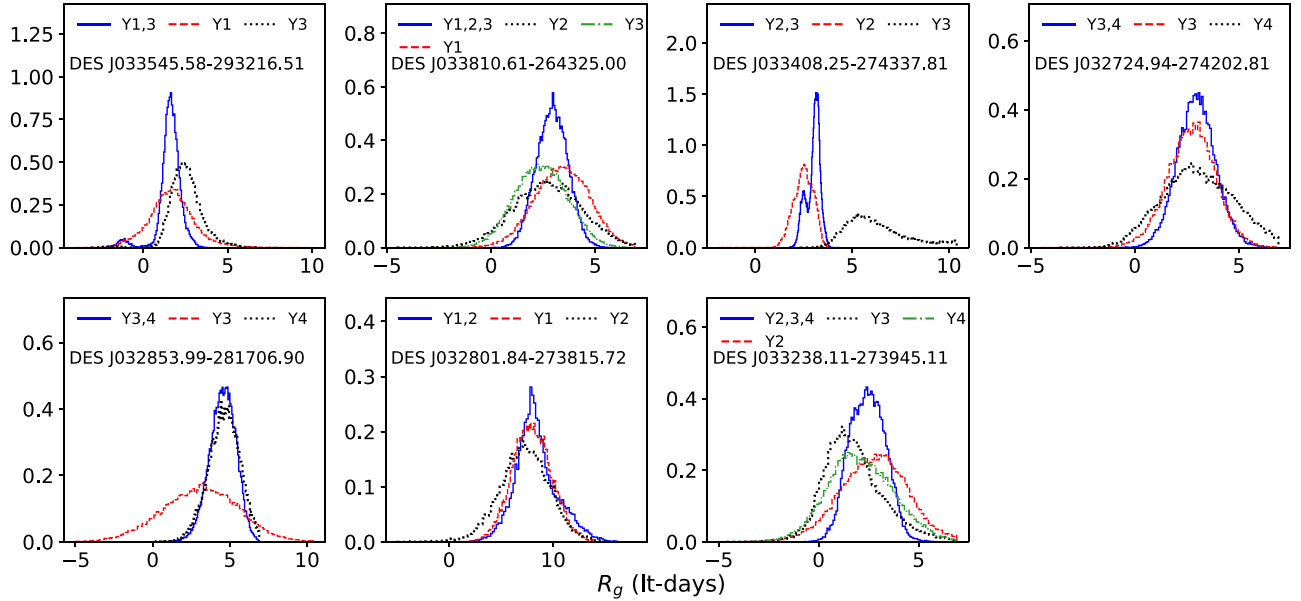 Y1,3 Y1 Y3
DES J033545.58-293216.51
1.25
1.00
0.75
0.50
0.25
0.00
0 5 10
Y1,2,3 Y2 Y3
Y1
DES J033810.61-264325.00
0.8
0.6
0.4
0.2
0.0
−5 0 5
Y2,3 Y2 Y3
DES J033408.25-274337.81
2.0
1.5
1.0
0.5
0.0
0 5 10
Y3,4 Y3 Y4
DES J032724.94-274202.81
0.6
0.4
0.2
0.0
−5 0 5
Y3,4 Y3 Y4
DES J032853.99-281706.90
0.6
0.4
0.2
0.0
−5 0 5 10
Y1,2 Y1 Y2
DES J032801.84-273815.72
0.4
0.3
0.2
0.1
0.0
0 10
Y2,3,4 Y3 Y4
Y2
DES J033238.11-273945.11
0.6
0.4
0.2
0.0
−5 0 5
R_g (lt-days)